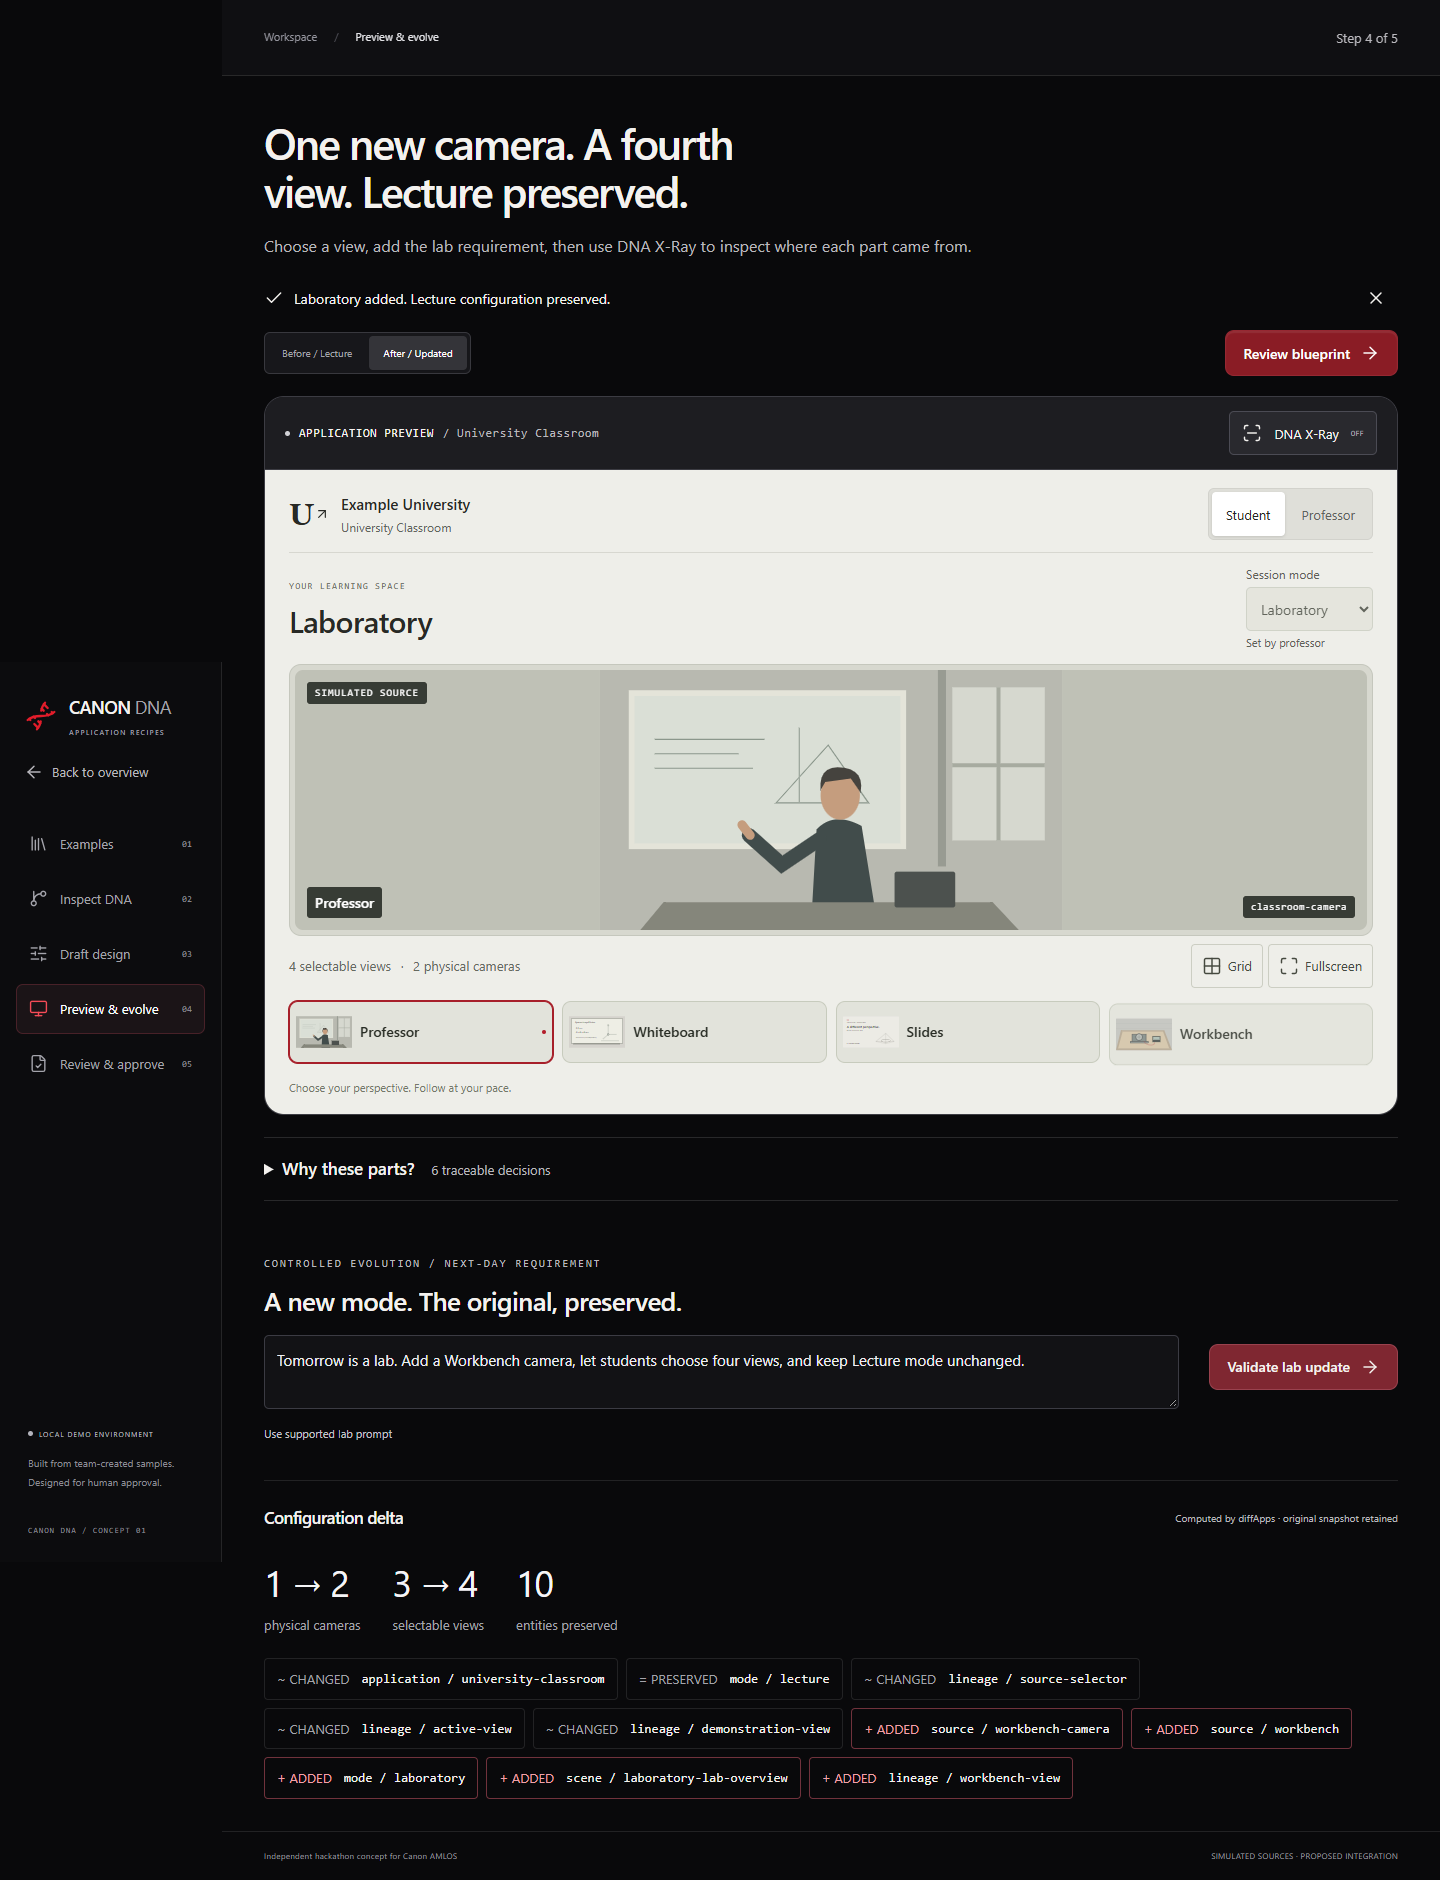 Workspace / Preview & evolve
Step 4 of 5
One new camera. A fourth
view. Lecture preserved.
Choose a view, add the lab requirement, then use DNA X-Ray to inspect where each part came from.
Laboratory added. Lecture configuration preserved.
Before / Lecture
After / Updated
Review blueprint
APPLICATION PREVIEW / University Classroom
DNA X-Ray OFF
U
Example University
University Classroom
Student
Professor
YOUR LEARNING SPACE
Laboratory
Session mode
Laboratory
Set by professor
SIMULATED SOURCE
Professor
classroom-camera
4 selectable views · 2 physical cameras
Grid
Fullscreen
Professor
Whiteboard
Slides
Workbench
Choose your perspective. Follow at your pace.
CANON DNA
APPLICATION RECIPES
Back to overview
Examples 01
Inspect DNA 02
Draft design 03
Preview & evolve 04
Review & approve 05
LOCAL DEMO ENVIRONMENT
Built from team-created samples.
Designed for human approval.
CANON DNA / CONCEPT 01
Why these parts? 6 traceable decisions
CONTROLLED EVOLUTION / NEXT-DAY REQUIREMENT
A new mode. The original, preserved.
Tomorrow is a lab. Add a Workbench camera, let students choose four views, and keep Lecture mode unchanged.
Validate lab update
Use supported lab prompt
Configuration delta
Computed by diffApps · original snapshot retained
1 → 2
physical cameras
3 → 4
selectable views
10
entities preserved
~ CHANGED application / university-classroom
= PRESERVED mode / lecture
~ CHANGED lineage / source-selector
~ CHANGED lineage / active-view
~ CHANGED lineage / demonstration-view
+ ADDED source / workbench-camera
+ ADDED source / workbench
+ ADDED mode / laboratory
+ ADDED scene / laboratory-lab-overview
+ ADDED lineage / workbench-view
Independent hackathon concept for Canon AMLOS
SIMULATED SOURCES · PROPOSED INTEGRATION